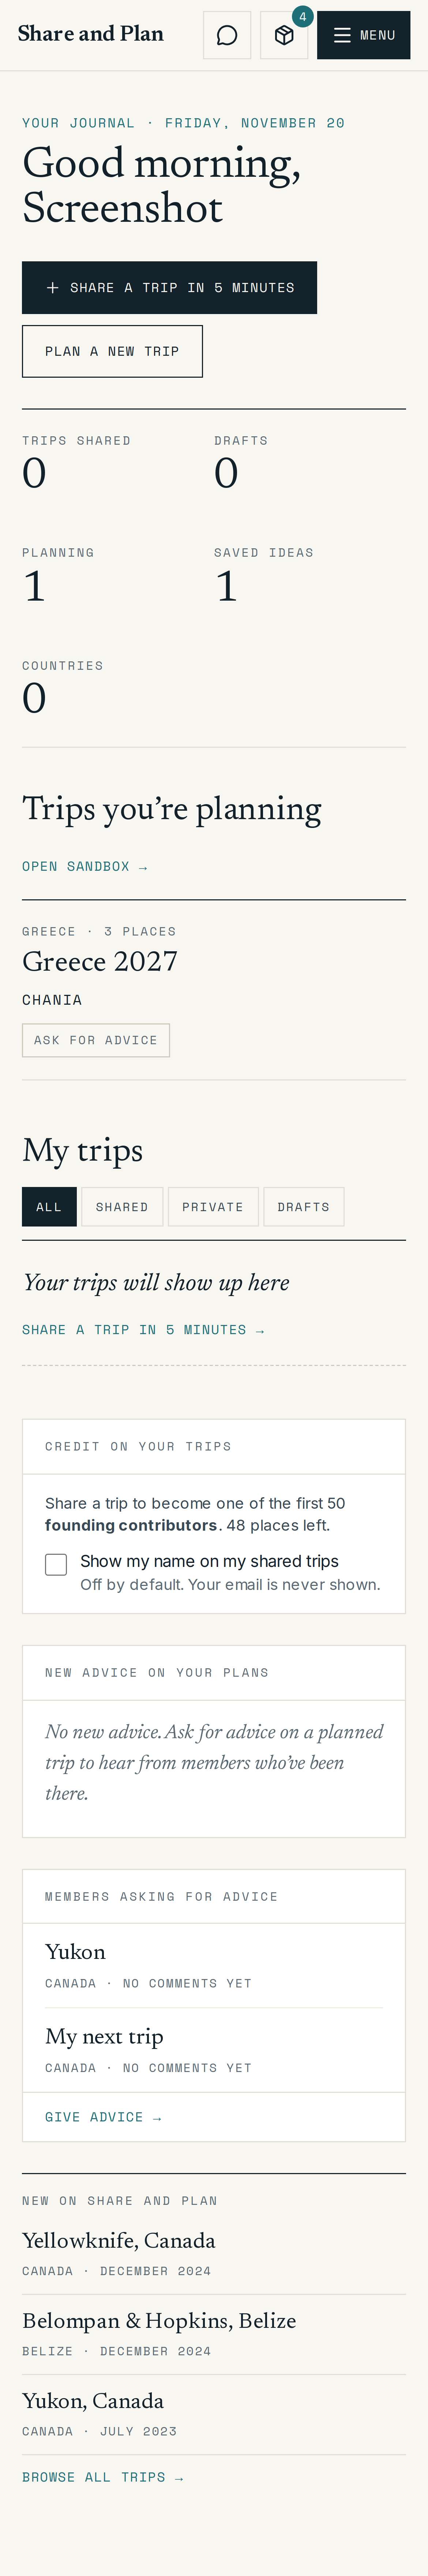 Share and Plan
4
MENU
YOUR JOURNAL · FRIDAY, NOVEMBER 20
Good morning,
Screenshot
+ SHARE A TRIP IN 5 MINUTES
PLAN A NEW TRIP
TRIPS SHARED
0
DRAFTS
0
PLANNING
1
SAVED IDEAS
1
COUNTRIES
0
Trips you’re planning
OPEN SANDBOX →
GREECE · 3 PLACES
Greece 2027
CHANIA
ASK FOR ADVICE
My trips
ALL
SHARED
PRIVATE
DRAFTS
Your trips will show up here
SHARE A TRIP IN 5 MINUTES →
CREDIT ON YOUR TRIPS
Share a trip to become one of the first 50
founding contributors. 48 places left.
Show my name on my shared trips
Off by default. Your email is never shown.
NEW ADVICE ON YOUR PLANS
No new advice. Ask for advice on a planned
trip to hear from members who’ve been
there.
MEMBERS ASKING FOR ADVICE
Yukon
CANADA · NO COMMENTS YET
My next trip
CANADA · NO COMMENTS YET
GIVE ADVICE →
NEW ON SHARE AND PLAN
Yellowknife, Canada
CANADA · DECEMBER 2024
Belompan & Hopkins, Belize
BELIZE · DECEMBER 2024
Yukon, Canada
CANADA · JULY 2023
BROWSE ALL TRIPS →